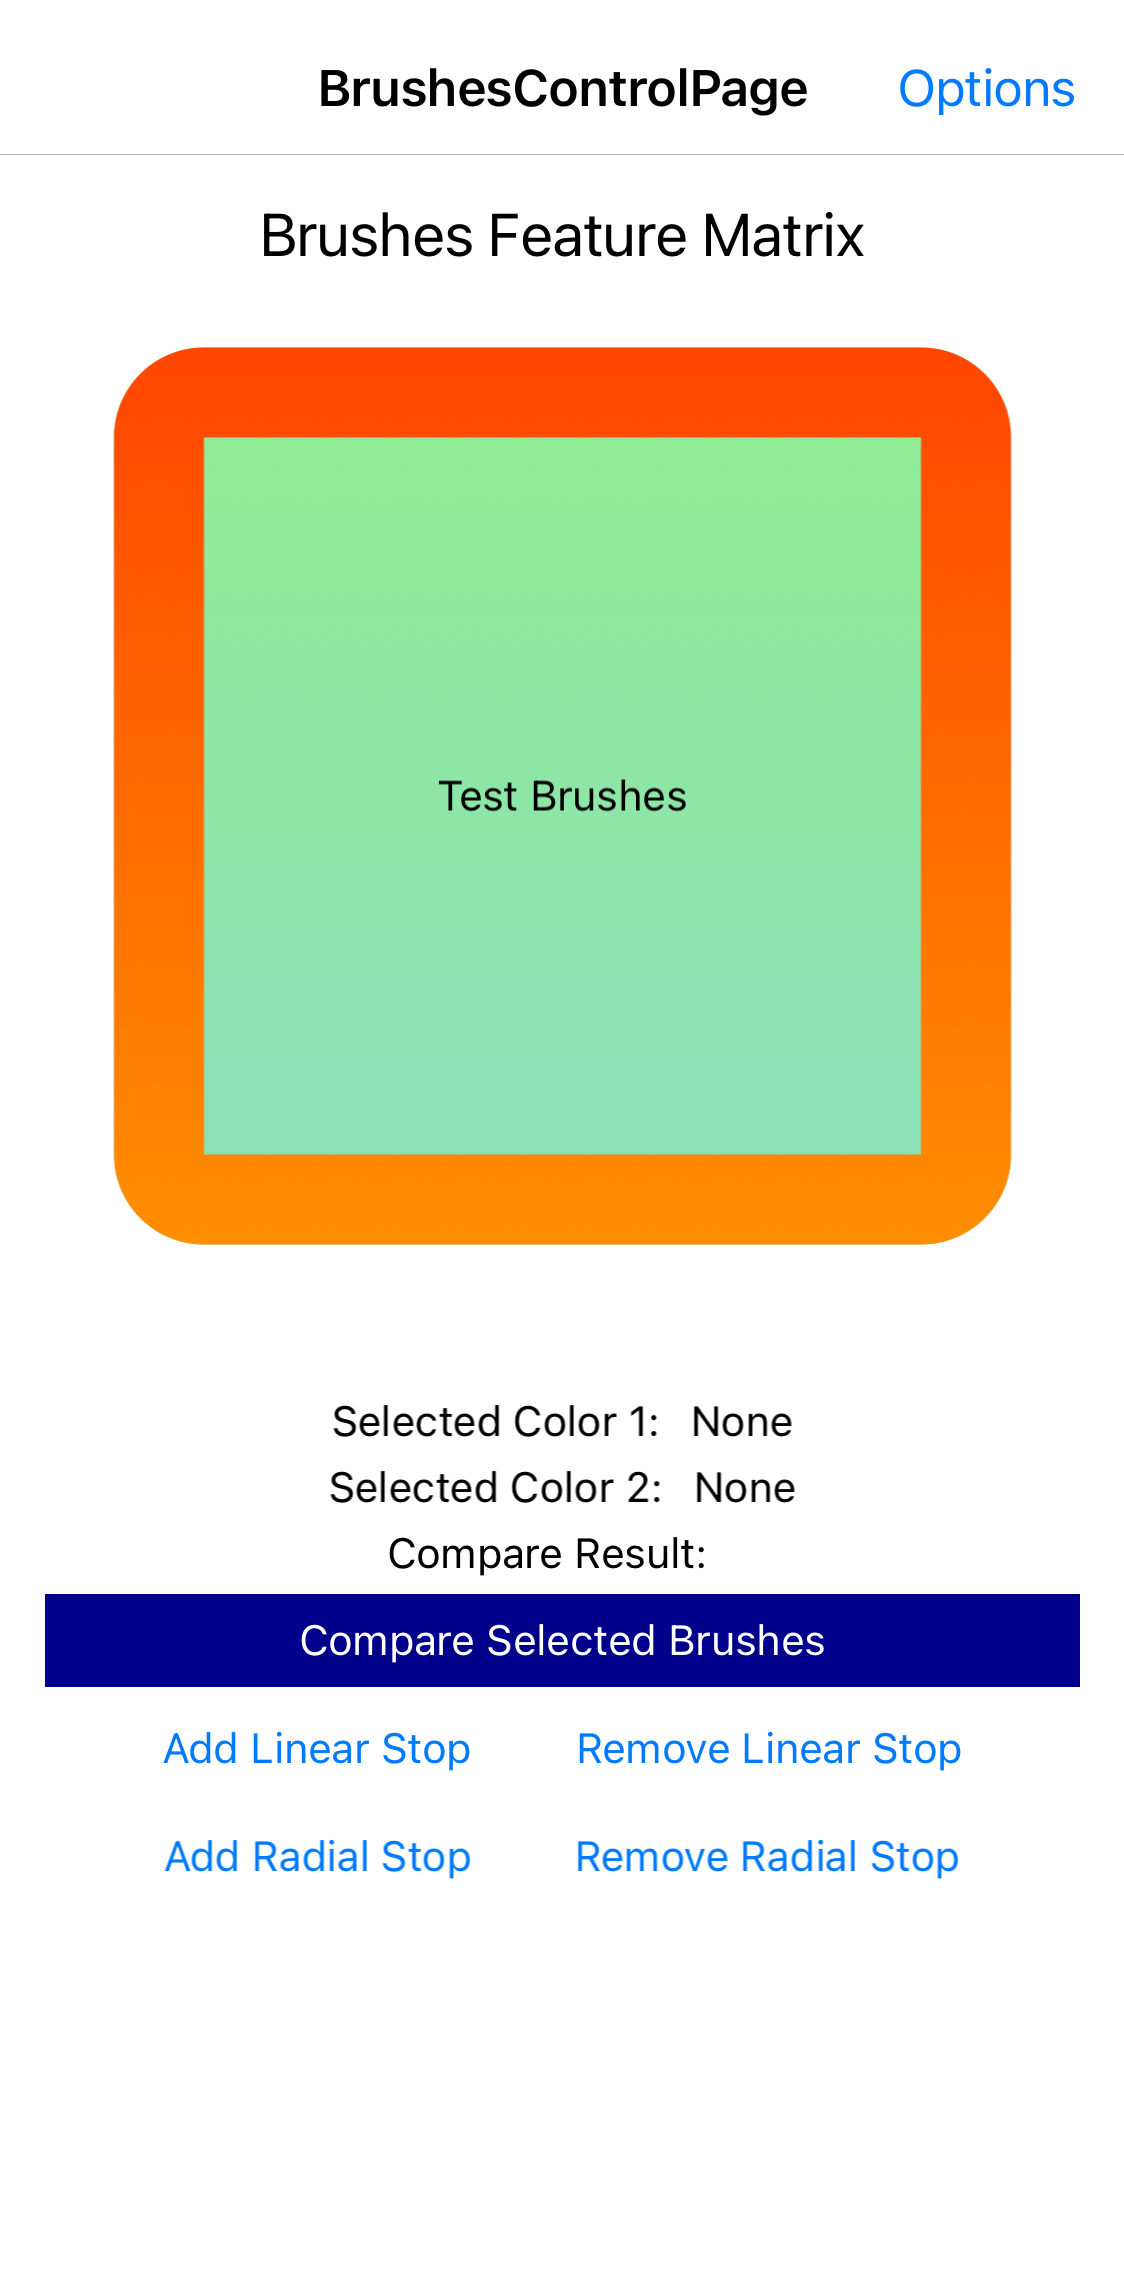 BrushesControlPage Options
Brushes Feature Matrix
Test Brushes
Selected Color 1: None
Selected Color 2: None
Compare Result:
Compare Selected Brushes
Add Linear Stop Remove Linear Stop
Add Radial Stop Remove Radial Stop